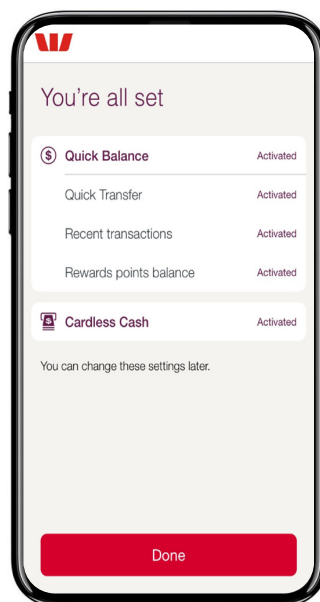 You're all set
Quick Balance Activated
Quick Transfer Activated
Recent transactions Activated
Rewards points balance Activated
Cardless Cash Activated
You can change these settings later.
Done